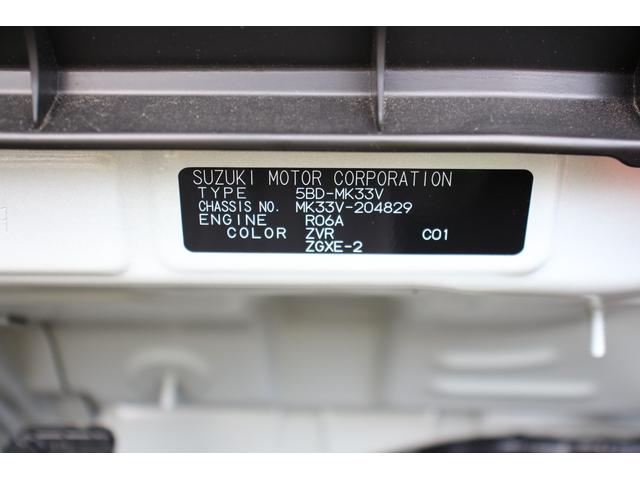 SUZUKI MOTOR CORPORATION
TYPE 5BD-MK33V
CHASSIS NO. MK33V-204829
ENGINE R06A
COLOR ZVR C01
ZGXE-2